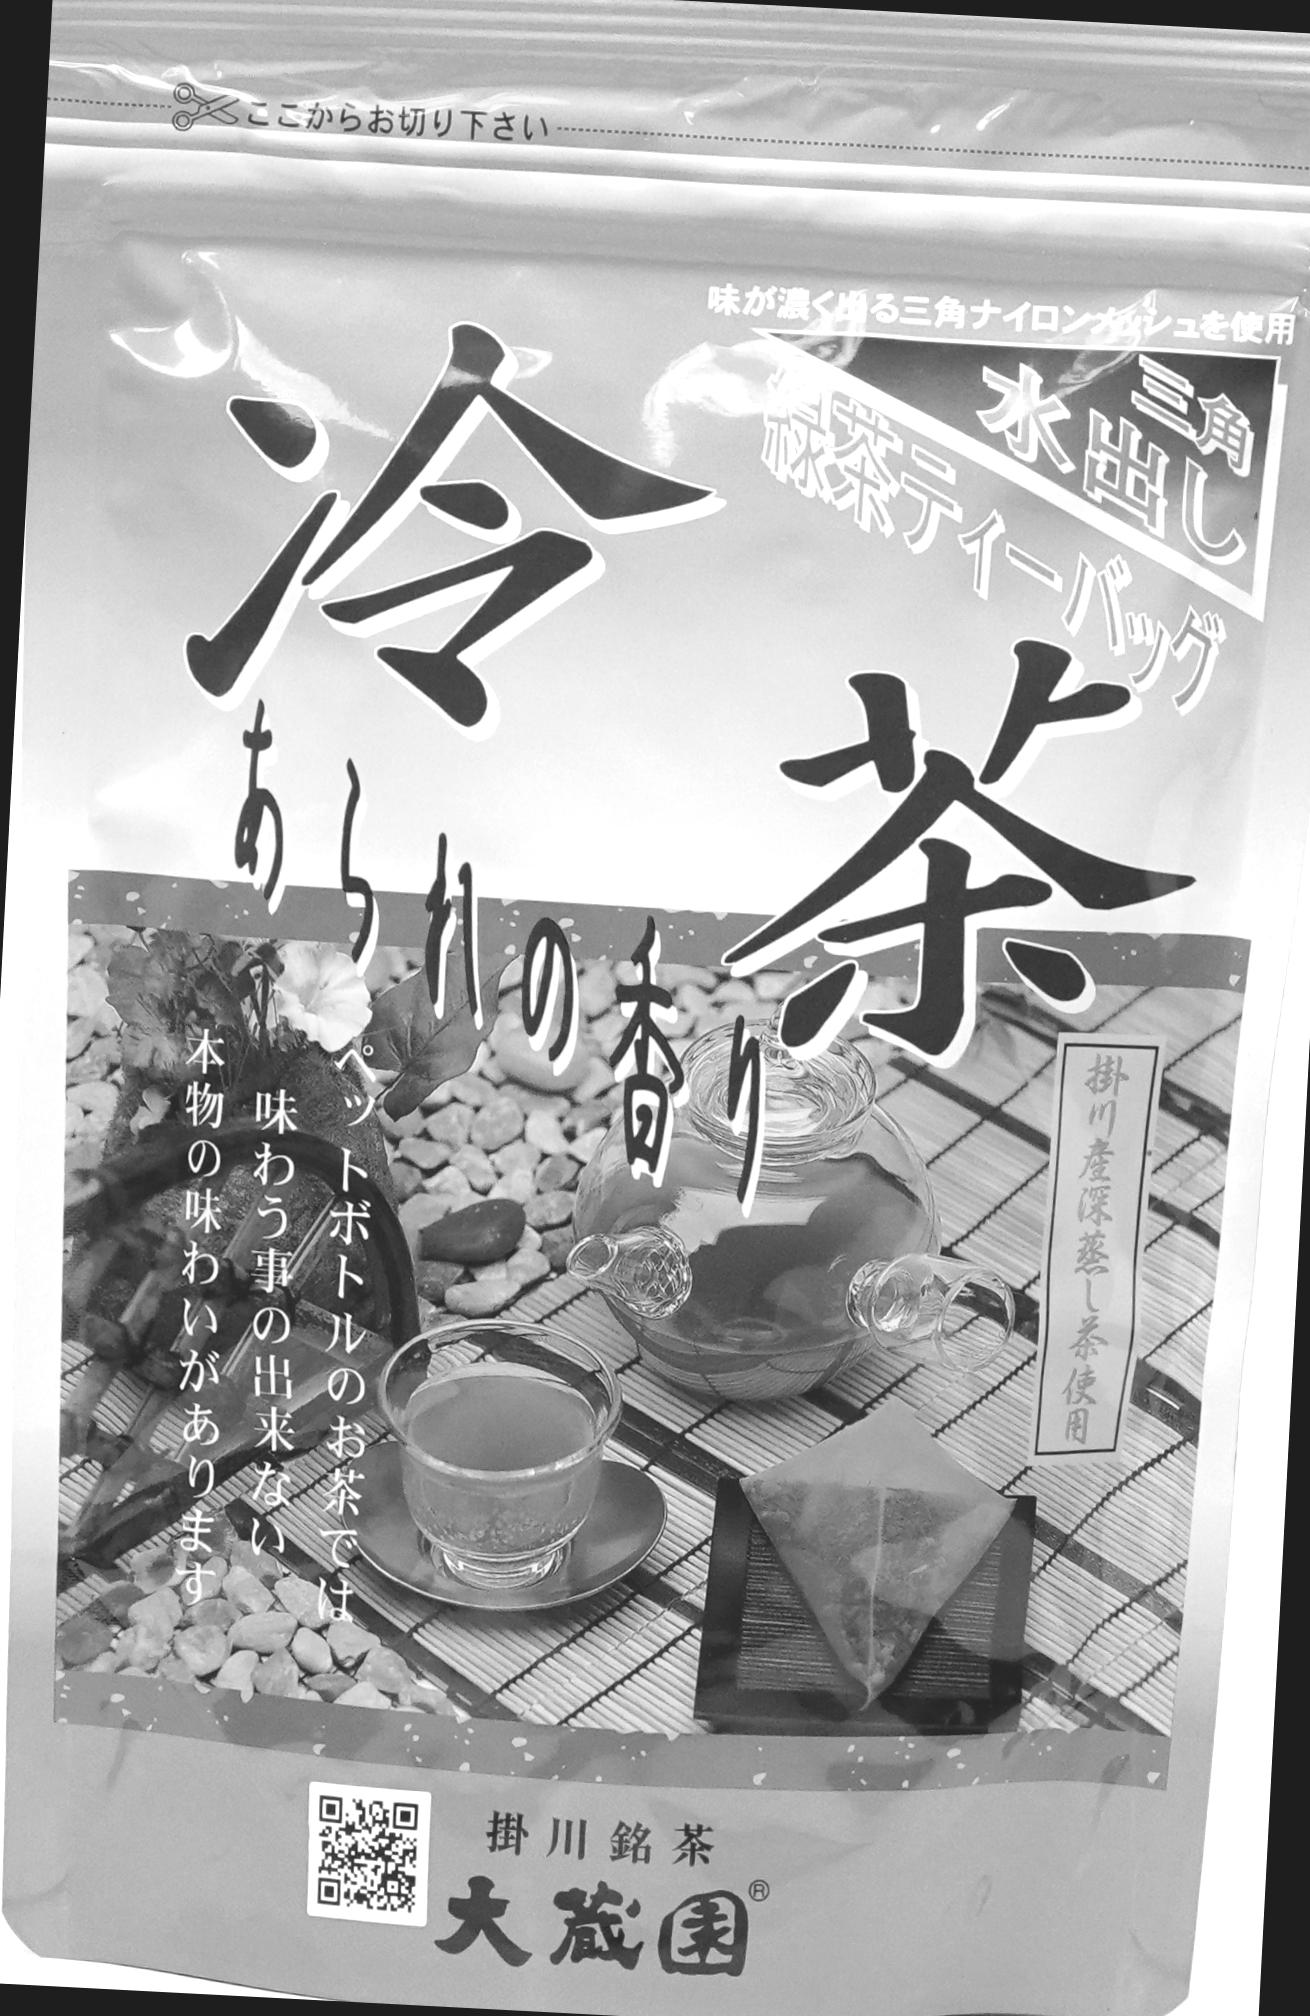 ここからお切り下さい
味が濃く出る三角ナイロンメッシュを使用
三角
水出し
緑茶ティーバッグ
冷茶
あられの香り
ペットボトルのお茶では
味わう事の出来ない
本物の味わいがあります
掛川産深蒸し茶使用
掛川銘茶
大蔵園®